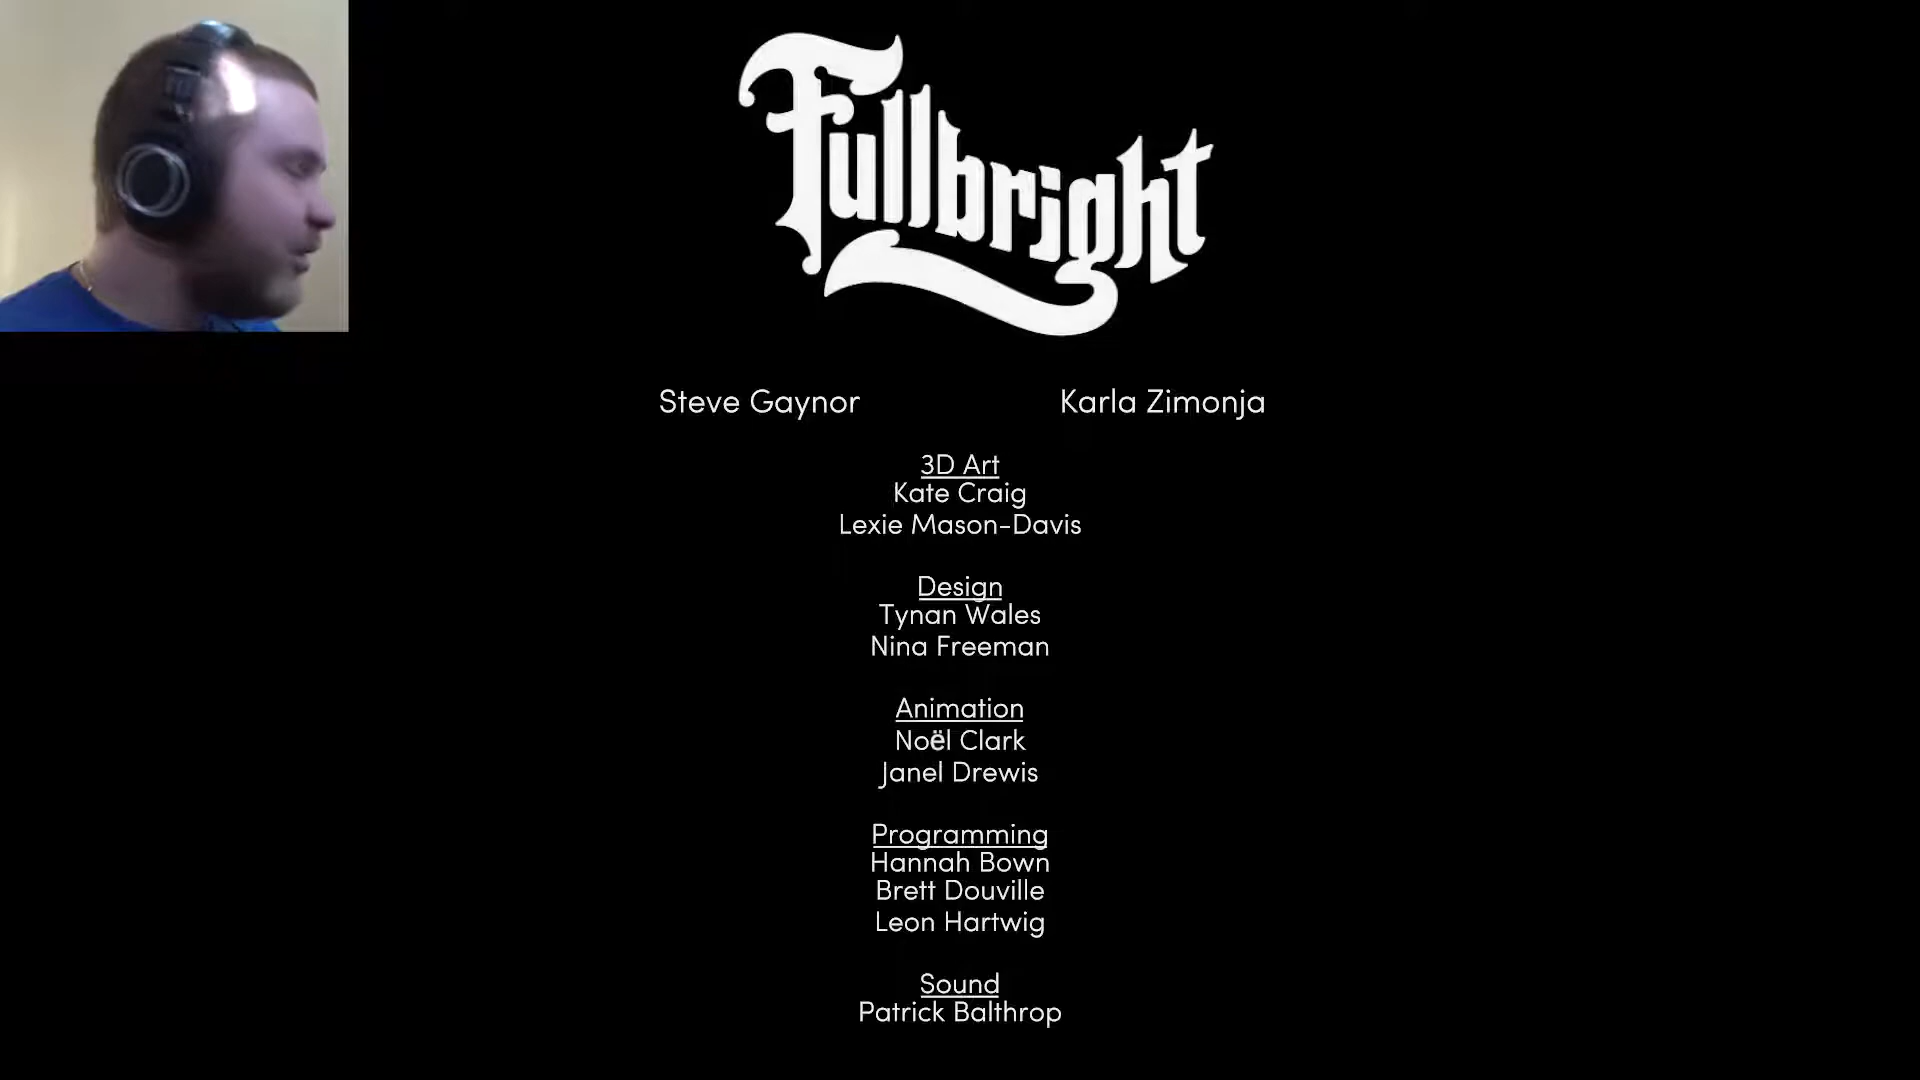 Fullbright
Steve Gaynor Karla Zimonja
3D Art
Kate Craig
Lexie Mason-Davis
Design
Tynan Wales
Nina Freeman
Animation
Noël Clark
Janel Drewis
Programming
Hannah Bown
Brett Douville
Leon Hartwig
Sound
Patrick Balthrop